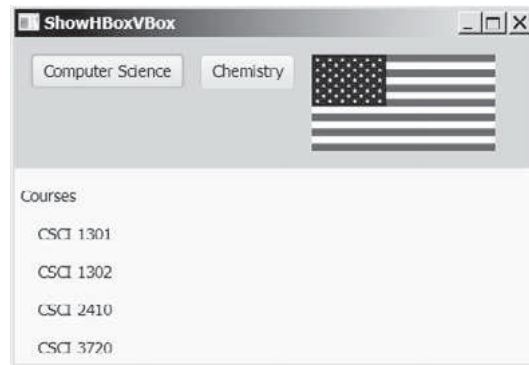 ShowHBoxVBox
Computer Science Chemistry
Courses
CSCI 1301
CSCI 1302
CSCI 2410
CSCI 3720